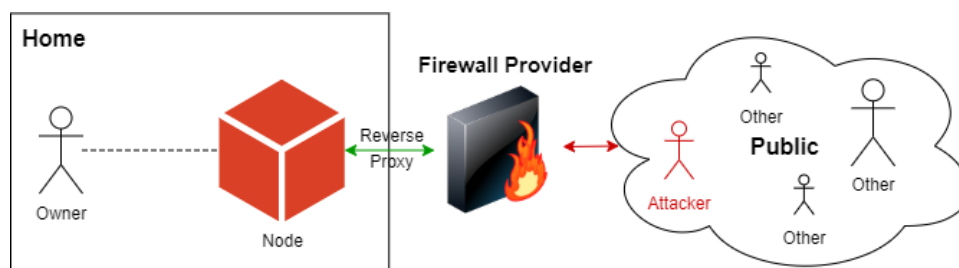 Home
Owner
Node
Reverse
Proxy
Firewall Provider
Other
Public
Attacker
Other
Other